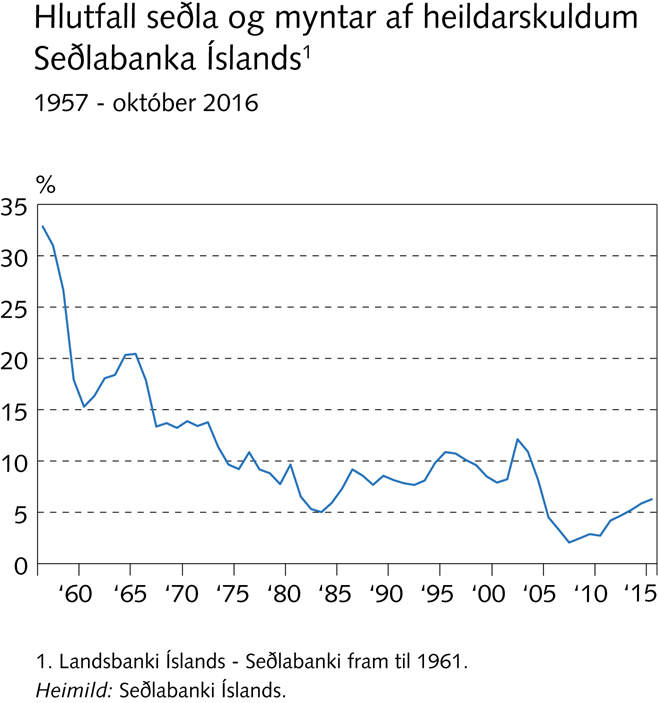 Hlutfall seðla og myntar af heildarskuldum
Seðlabanka Íslands¹
1957 - október 2016
%
35
30
25
20
15
10
5
0
‘60 ‘65 ‘70 ‘75 ‘80 ‘85 ‘90 ‘95 ‘00 ‘05 ‘10 ‘15
1. Landsbanki Íslands - Seðlabanki fram til 1961.
Heimild: Seðlabanki Íslands.